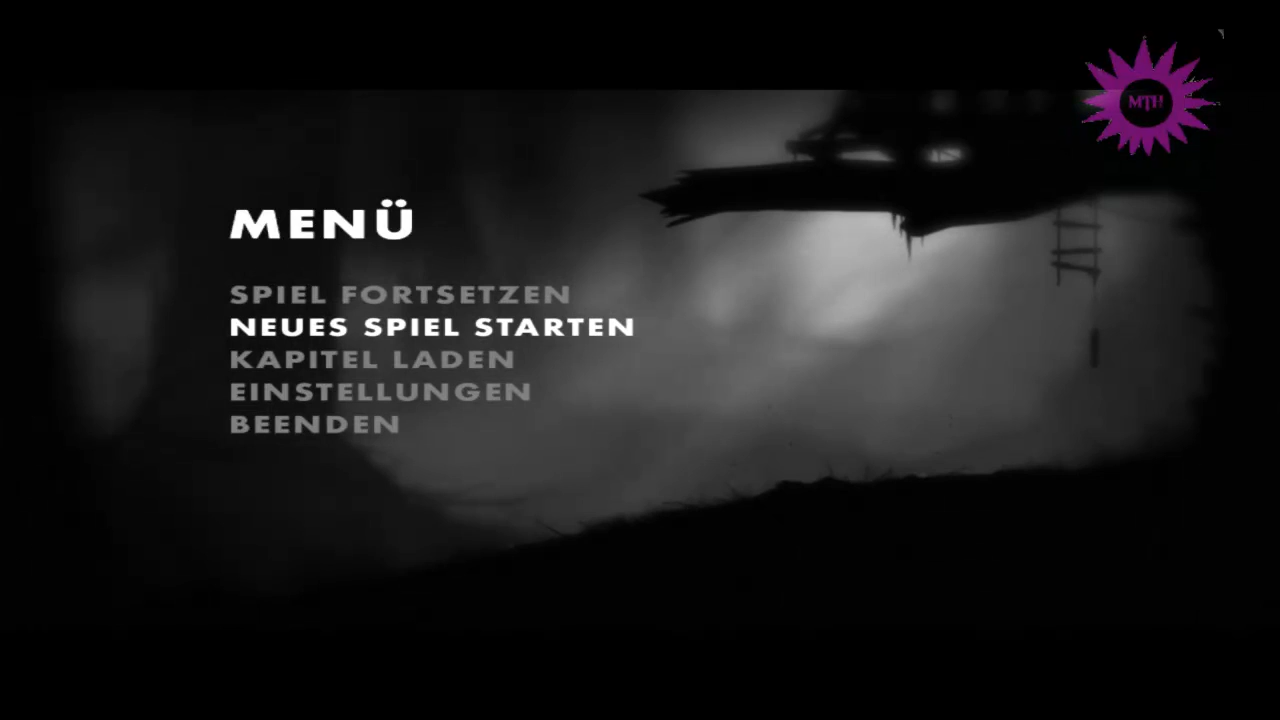 MTH
MENÜ
SPIEL FORTSETZEN
NEUES SPIEL STARTEN
KAPITEL LADEN
EINSTELLUNGEN
BEENDEN